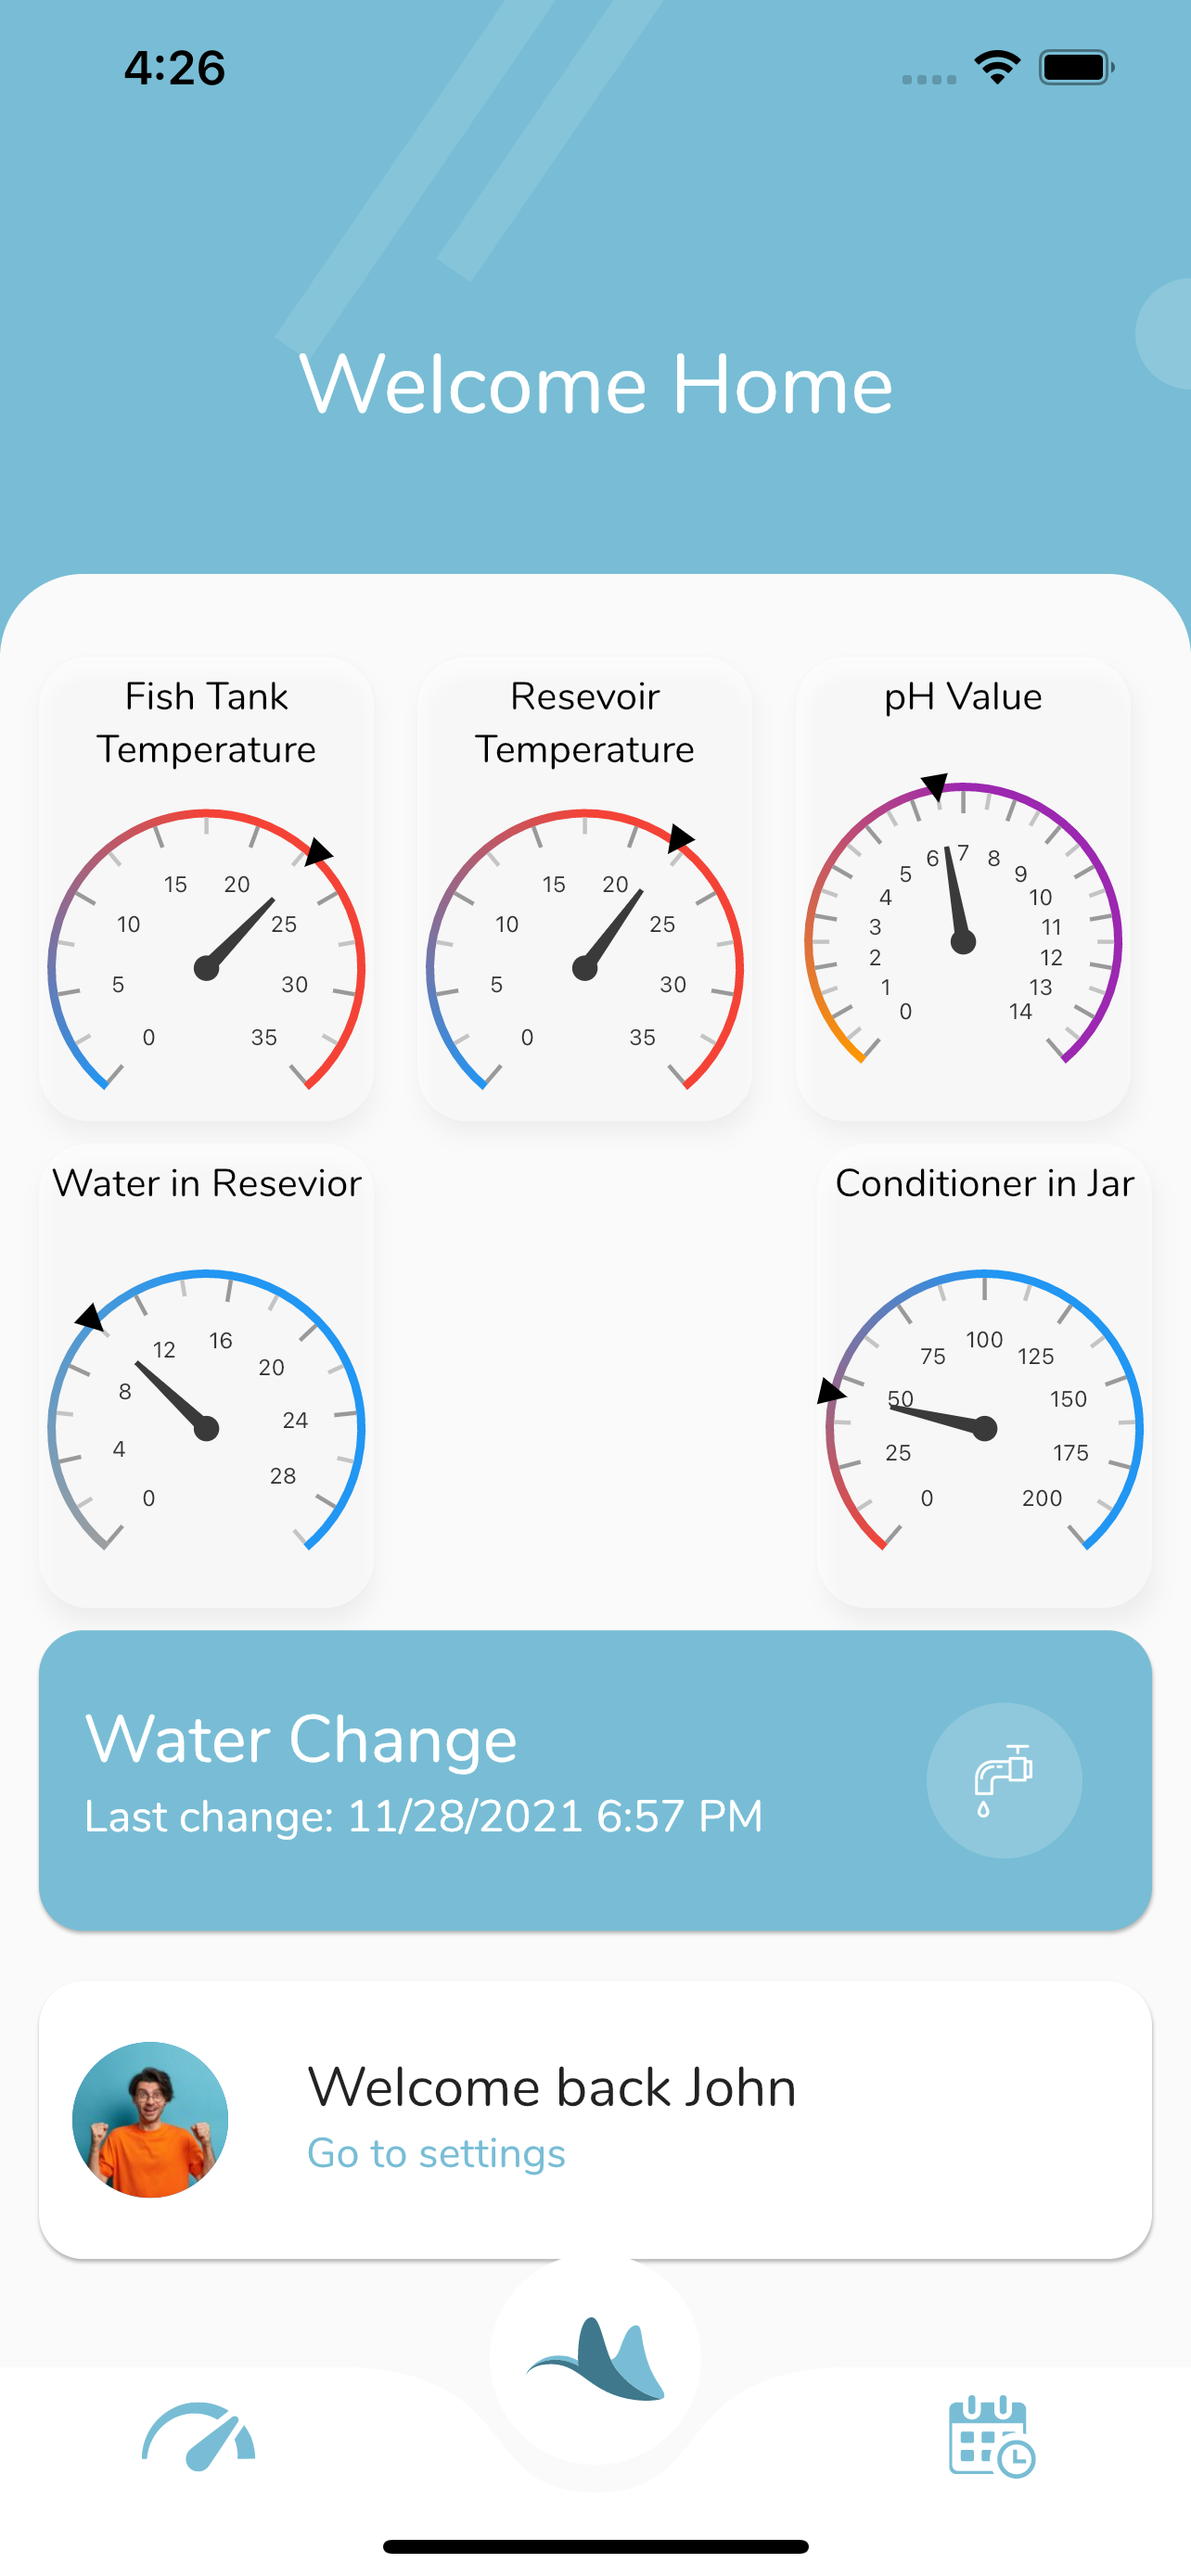 4:26
Welcome Home
Fish Tank
Temperature
0 5 10 15 20 25 30 35
Resevoir
Temperature
0 5 10 15 20 25 30 35
pH Value
0 1 2 3 4 5 6 7 8 9 10 11 12 13 14
Water in Resevior
0 4 8 12 16 20 24 28
Conditioner in Jar
0 25 50 75 100 125 150 175 200
Water Change
Last change: 11/28/2021 6:57 PM
Welcome back John
Go to settings